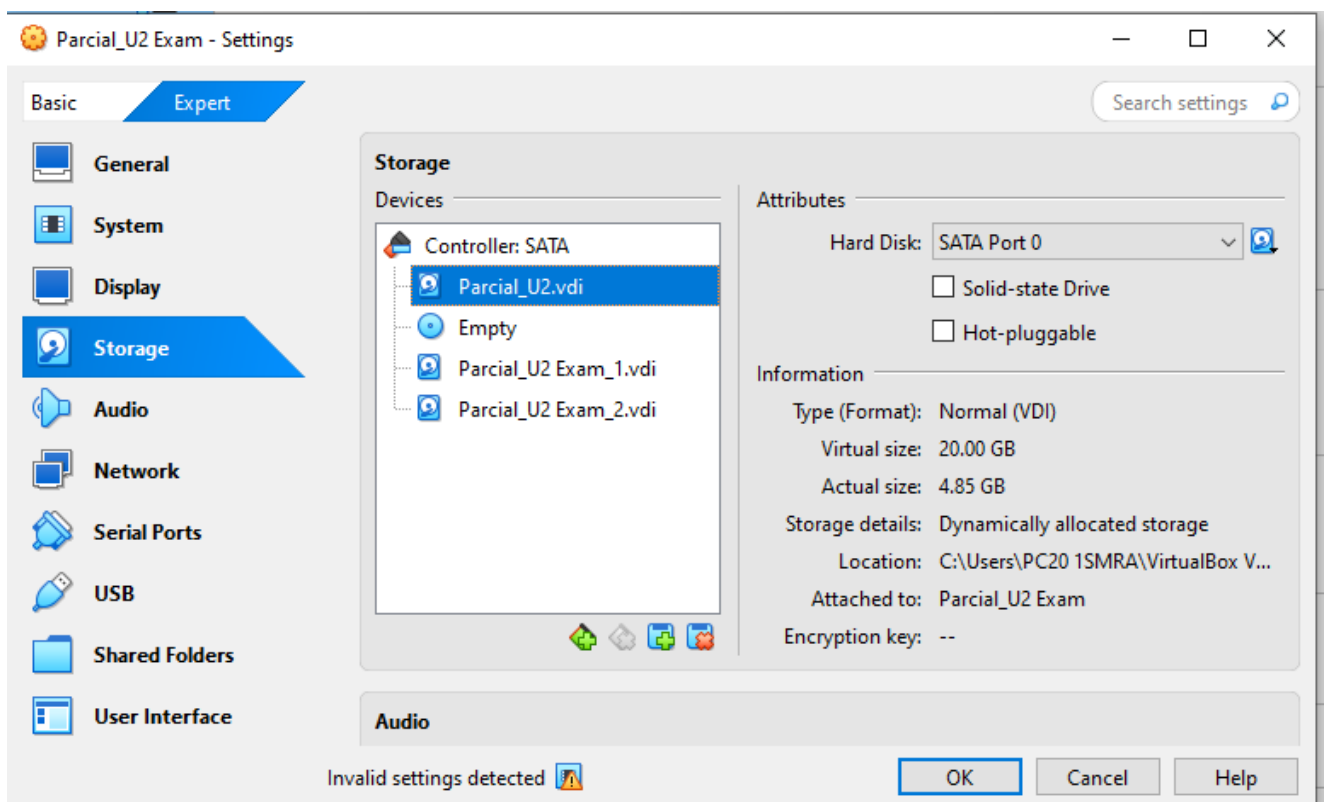 Parcial_U2 Exam - Settings
Basic
Expert
Search settings
General
System
Display
Storage
Audio
Network
Serial Ports
USB
Shared Folders
User Interface
Storage
Devices
Controller: SATA
Parcial_U2.vdi
Empty
Parcial_U2 Exam_1.vdi
Parcial_U2 Exam_2.vdi
Attributes
Hard Disk: SATA Port 0
Solid-state Drive
Hot-pluggable
Information
Type (Format): Normal (VDI)
Virtual size: 20.00 GB
Actual size: 4.85 GB
Storage details: Dynamically allocated storage
Location: C:\Users\PC20 1SMRA\VirtualBox V...
Attached to: Parcial_U2 Exam
Encryption key: --
Audio
Invalid settings detected
OK
Cancel
Help